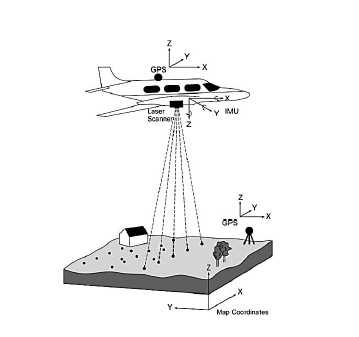 Z
Y
GPS
X
X
Laser
Scanner
Y
IMU
Z
Z
Y
GPS
X
Z
X
Y
Map Coordinates